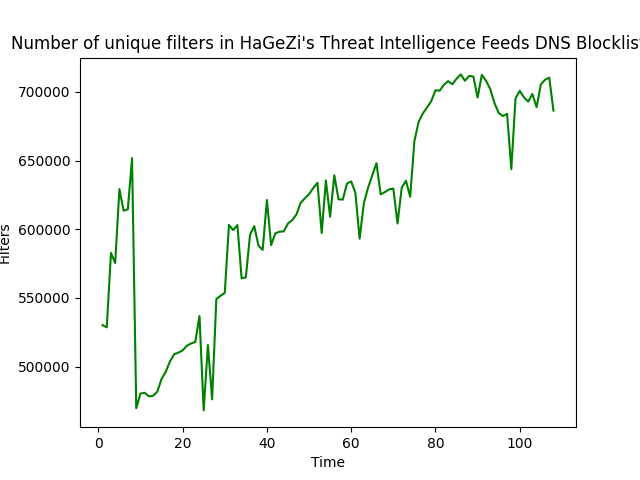 Number of unique filters in HaGeZi's Threat Intelligence Feeds DNS Blocklis
700000
650000
600000
550000
500000
Filters
0 20 40 60 80 100
Time